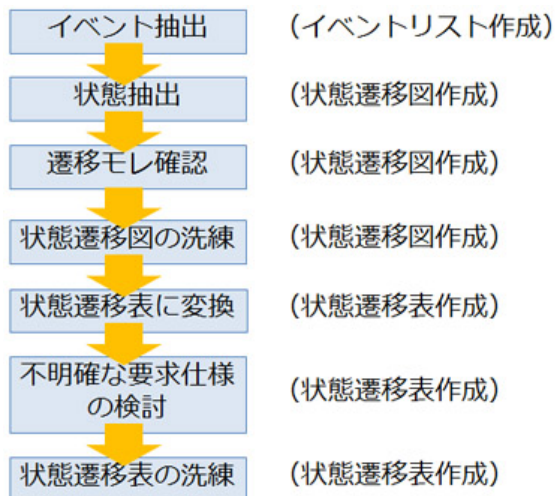 イベント抽出 （イベントリスト作成）
状態抽出 （状態遷移図作成）
遷移モレ確認 （状態遷移図作成）
状態遷移図の洗練 （状態遷移図作成）
状態遷移表に変換 （状態遷移表作成）
不明確な要求仕様
の検討 （状態遷移表作成）
状態遷移表の洗練 （状態遷移表作成）